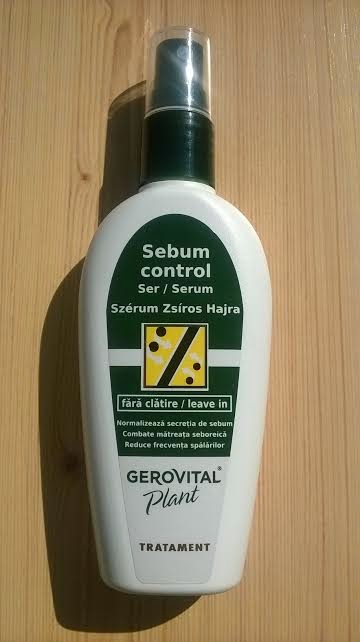 Sebum
control
Ser / Serum
Szérum Zsíros Hajra
fără clătire / leave in
Normalizează secreția de sebum
Combate mătreața seboreică
Reduce frecvența spălărilor
GEROVITAL®
Plant
TRATAMENT